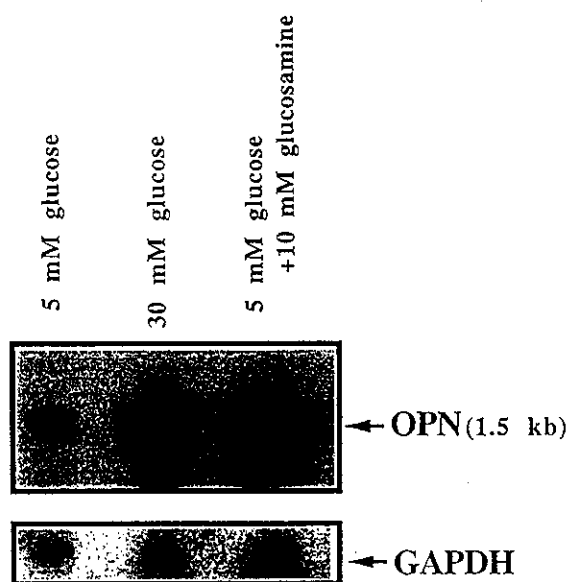 5 mM glucose
30 mM glucose
5 mM glucose
+10 mM glucosamine
OPN (1.5 kb)
GAPDH